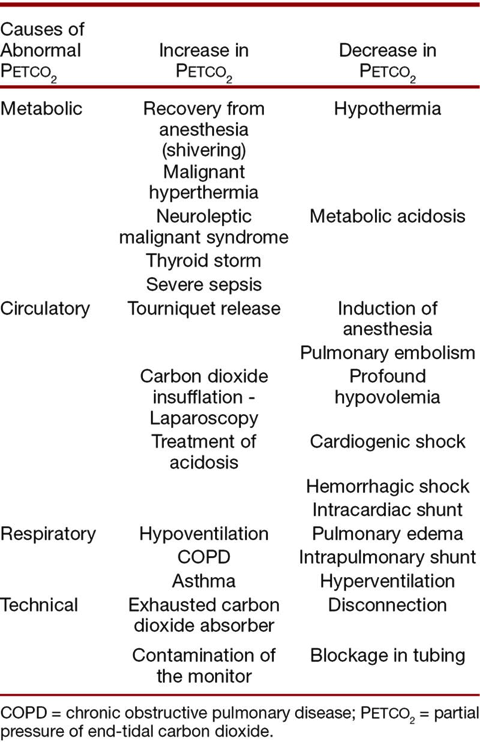 Causes of
Abnormal
PETCO2
Increase in
PETCO2
Decrease in
PETCO2
Metabolic
Recovery from
anesthesia
(shivering)
Hypothermia
Malignant
hyperthermia
Neuroleptic
malignant syndrome
Metabolic acidosis
Thyroid storm
Severe sepsis
Circulatory
Tourniquet release
Induction of
anesthesia
Pulmonary embolism
Carbon dioxide
insufflation -
Laparoscopy
Profound
hypovolemia
Treatment of
acidosis
Cardiogenic shock
Hemorrhagic shock
Intracardiac shunt
Respiratory
Hypoventilation
Pulmonary edema
COPD
Intrapulmonary shunt
Asthma
Hyperventilation
Technical
Exhausted carbon
dioxide absorber
Disconnection
Contamination of
the monitor
Blockage in tubing
COPD = chronic obstructive pulmonary disease; PETCO2 = partial
pressure of end-tidal carbon dioxide.